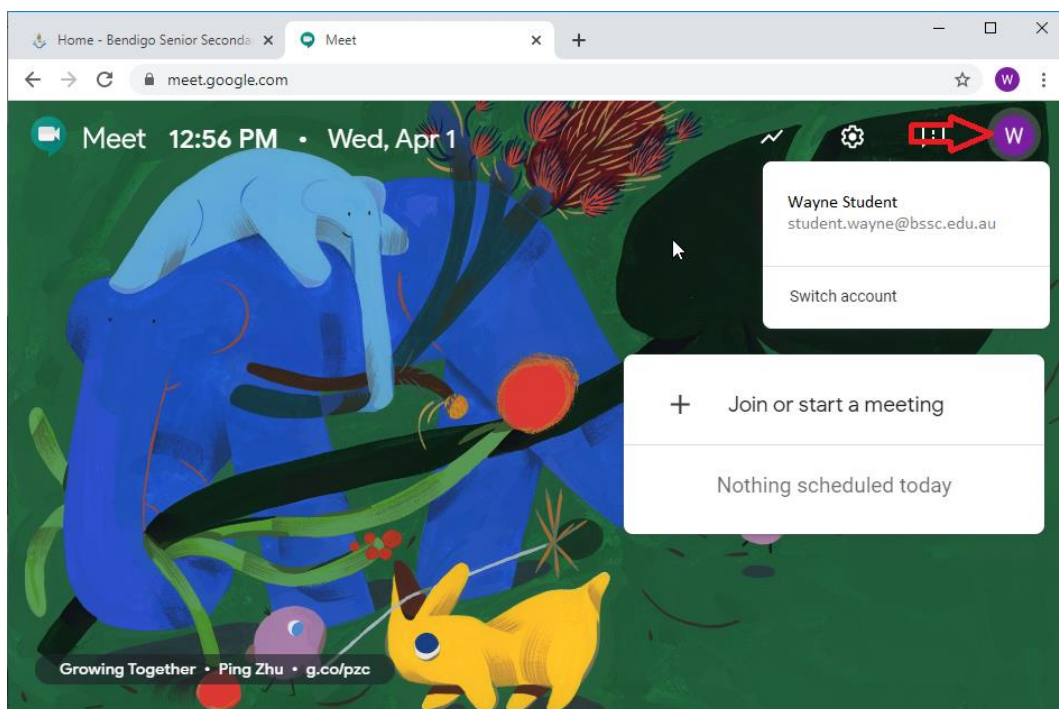 Home - Bendigo Senior Seconda
Meet
meet.google.com
W
Meet 12:56 PM • Wed, Apr 1
W
Wayne Student
student.wayne@bssc.edu.au
Switch account
Join or start a meeting
Nothing scheduled today
Growing Together • Ping Zhu • g.co/pzc